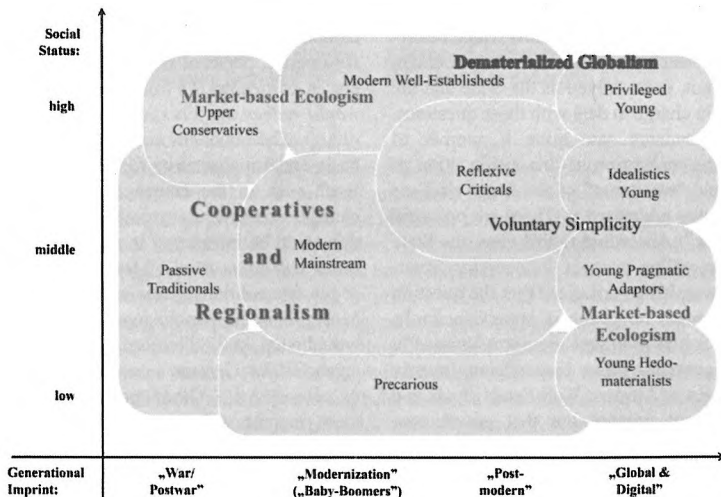 Social
Status:
Dematerialized Globalism
Modern Well-Establisheds
Privileged
Young
high
Market-based Ecologism
Upper
Conservatives
Reflexive
Criticals
Idealistics
Young
Cooperatives
Voluntary Simplicity
middle
and
Modern
Mainstream
Passive
Traditionals
Young Pragmatic
Adaptors
Regionalism
Market-based
Ecologism
Young Hedo-
materialists
Precarious
low
Generational
Imprint:
„War/
Postwar”
„Modernization”
(„Baby-Boomers”)
„Post-
modern”
„Global &
Digital”